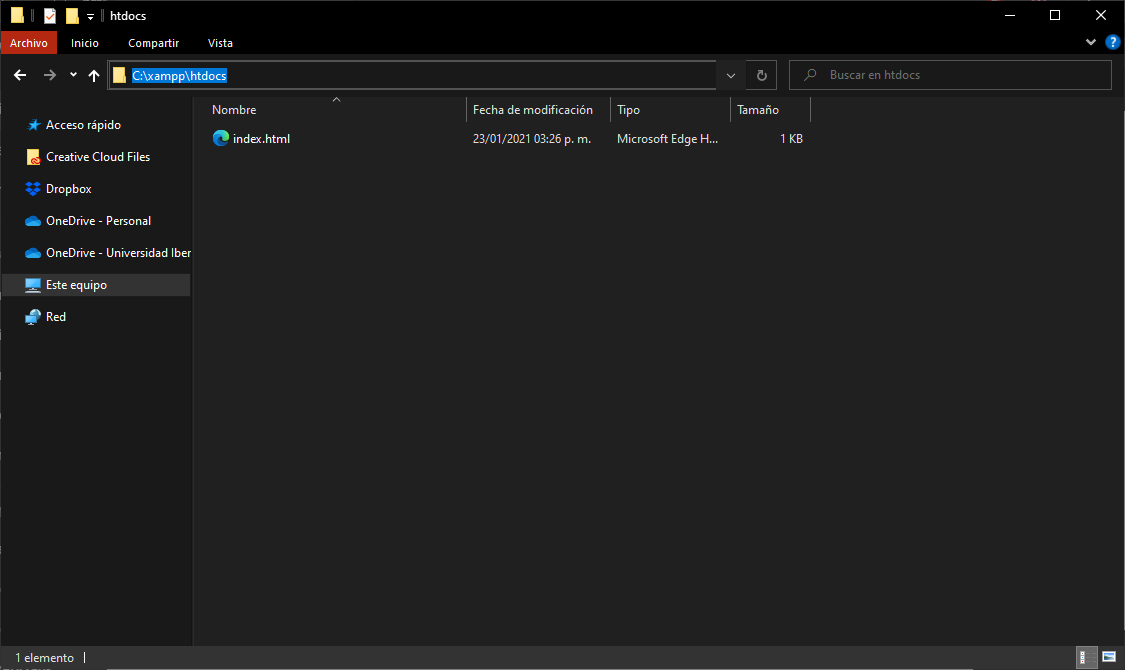 htdocs
Archivo Inicio Compartir Vista
C:\xampp\htdocs Buscar en htdocs
Nombre Fecha de modificación Tipo Tamaño
index.html 23/01/2021 03:26 p. m. Microsoft Edge H... 1 KB
Acceso rápido
Creative Cloud Files
Dropbox
OneDrive - Personal
OneDrive - Universidad Iber
Este equipo
Red
1 elemento